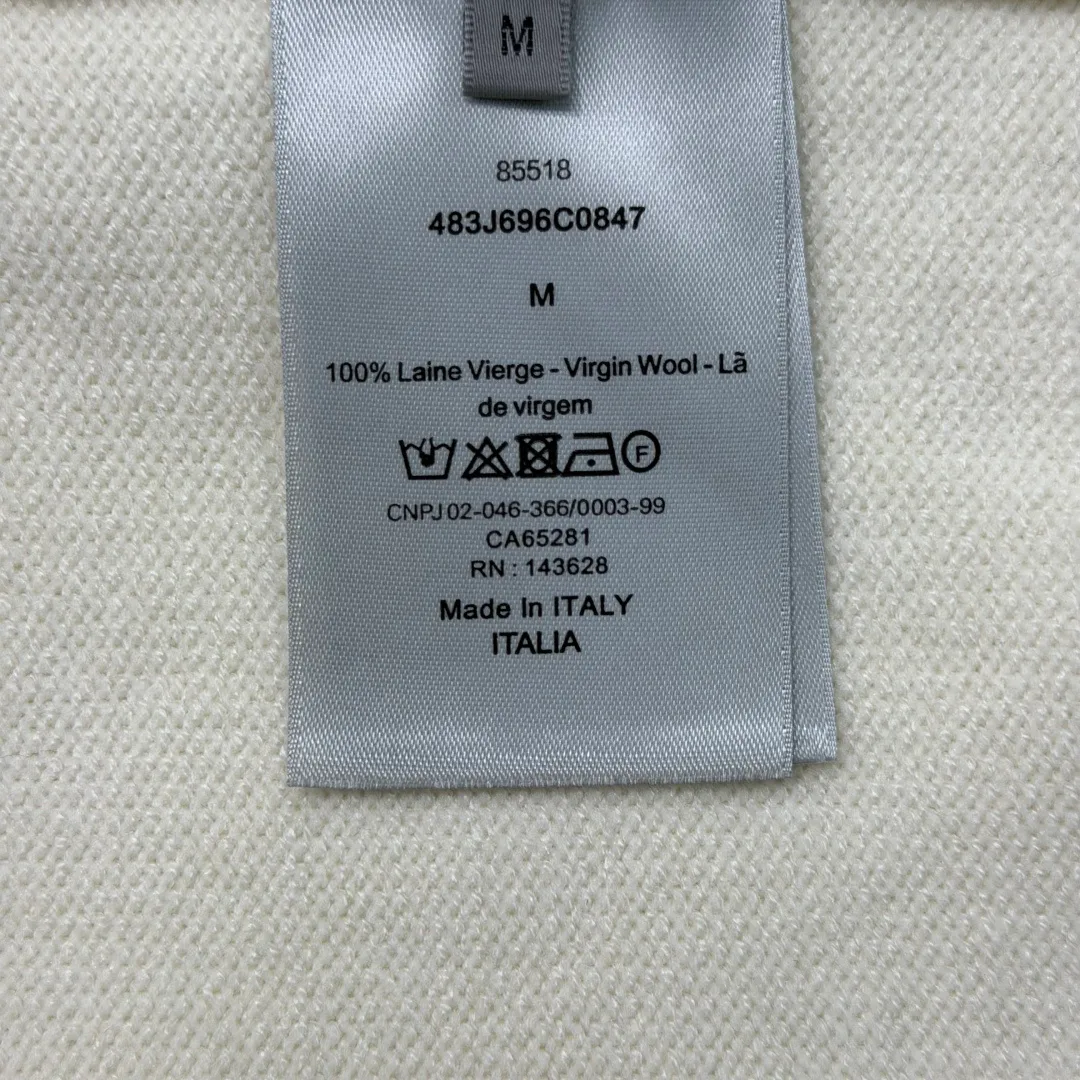 M
85518
483J696C0847
M
100% Laine Vierge - Virgin Wool - Lã
de virgem
F
CNPJ 02-046-366/0003-99
CA65281
RN : 143628
Made In ITALY
ITALIA